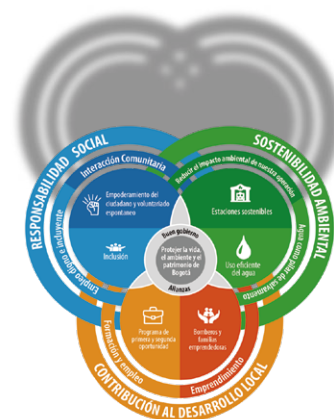 RESPONSABILIDAD SOCIAL
SOSTENIBILIDAD AMBIENTAL
Interacción Comunitaria
Reducir el impacto ambiental de nuestra operación
Empoderamiento del
ciudadano y voluntariado
espontaneo
Estaciones sostenibles
Inclusión
Uso eficiente
del agua
Empleo digno e incluyente
Agua como pilar de salvamento
Buen gobierno
Proteger la vida,
el ambiente y el
patrimonio de
Bogotá
Alianzas
Programa de
primera y segunda
oportunidad
Bomberos y
familias
emprendedoras
Formación y empleo
Emprendimiento
CONTRIBUCIÓN AL DESARROLLO LOCAL